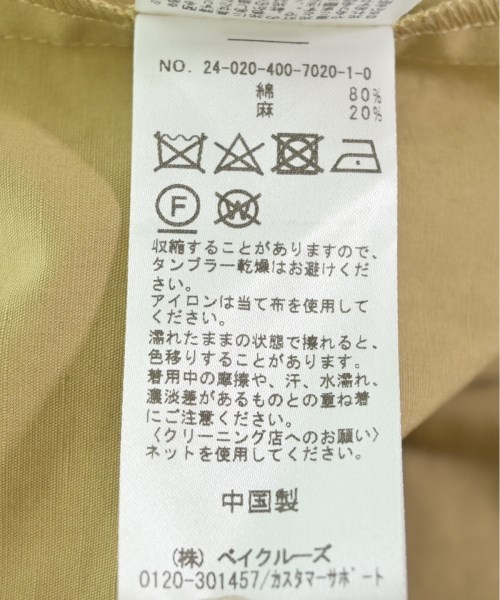 NO. 24-020-400-7020-1-0
綿 80%
麻 20%
F
W
収縮することがありますので、
タンブラー乾燥はお避けくだ
さい。
アイロンは当て布を使用して
ください。
濡れたままの状態で擦れると、
色移りすることがあります。
着用中の摩擦や、汗、水濡れ、
濃淡差があるものとの重ね着
にご注意ください。
〈クリーニング店へのお願い〉
ネットを使用してください。
中国製
(株) ベイクルーズ
0120-301457/カスタマーサポート